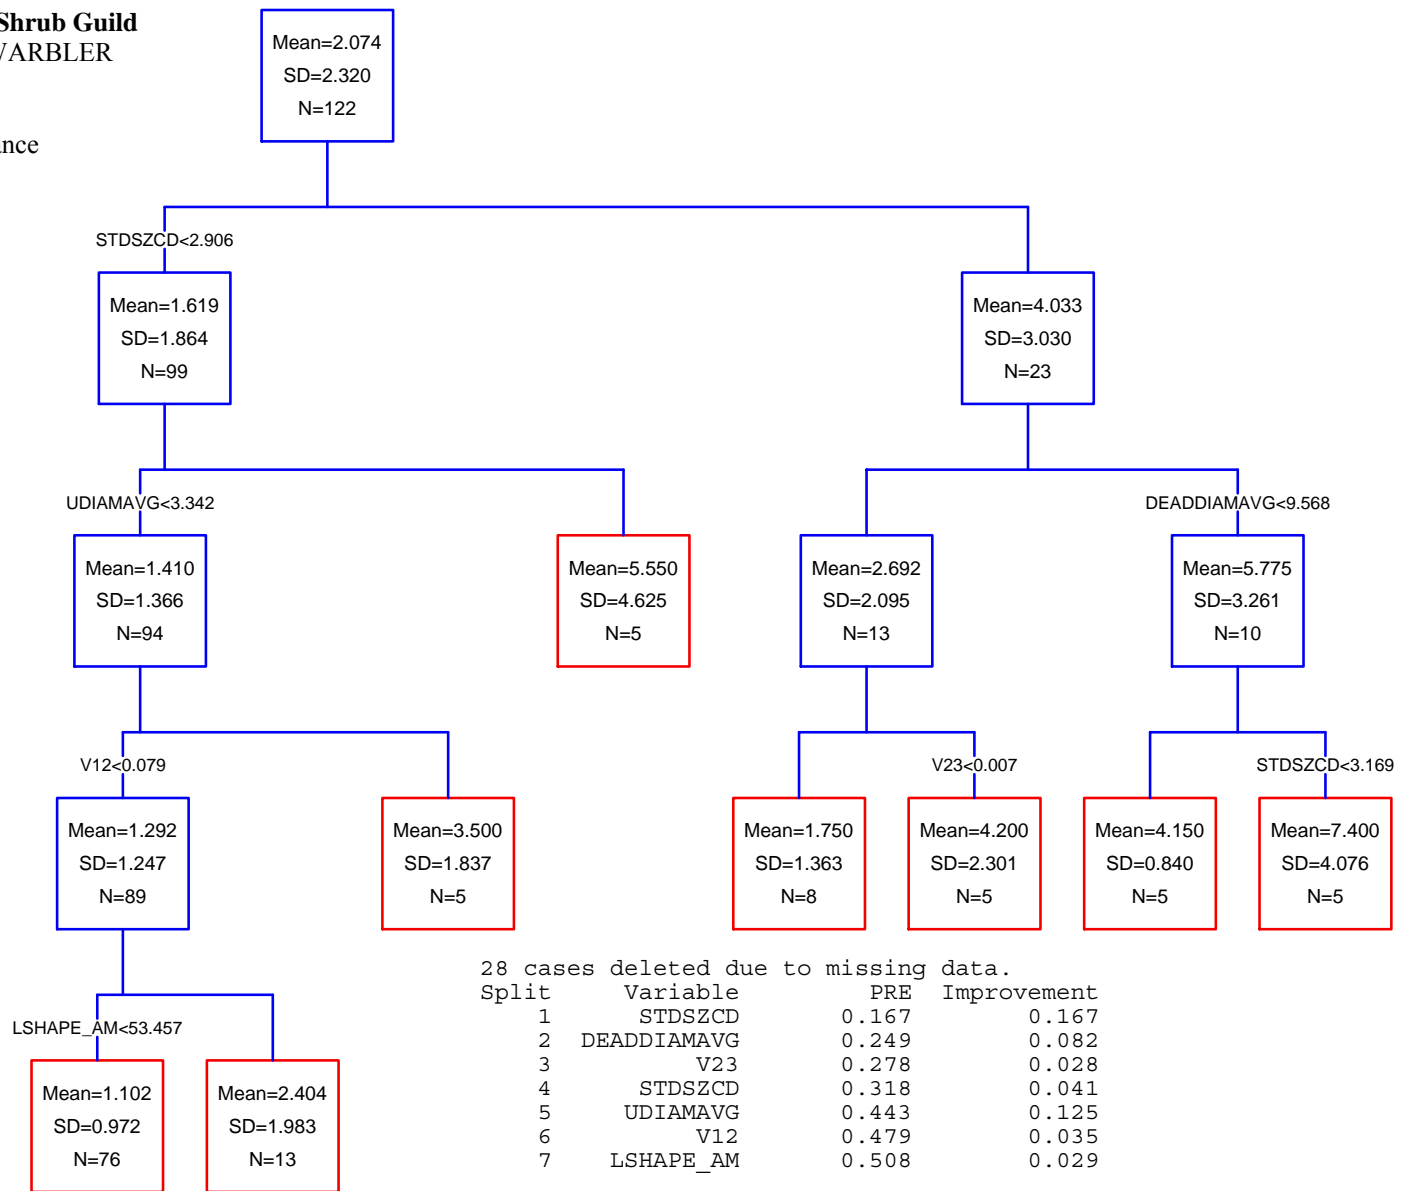 Shrub Guild
WARBLER
Mean=2.074
SD=2.320
N=122
STDSZCD<2.906
Mean=1.619
SD=1.864
N=99
Mean=4.033
SD=3.030
N=23
UDIAMAVG<3.342
DEADDIAMAVG<9.568
Mean=1.410
SD=1.366
N=94
Mean=5.550
SD=4.625
N=5
Mean=2.692
SD=2.095
N=13
Mean=5.775
SD=3.261
N=10
V12<0.079
V23<0.007
STDSZCD<3.169
Mean=1.292
SD=1.247
N=89
Mean=3.500
SD=1.837
N=5
Mean=1.750
SD=1.363
N=8
Mean=4.200
SD=2.301
N=5
Mean=4.150
SD=0.840
N=5
Mean=7.400
SD=4.076
N=5
LSHAPE_AM<53.457
Mean=1.102
SD=0.972
N=76
Mean=2.404
SD=1.983
N=13
28 cases deleted due to missing data.
Split Variable PRE Improvement
1 STDSZCD 0.167 0.167
2 DEADDIAMAVG 0.249 0.082
3 V23 0.278 0.028
4 STDSZCD 0.318 0.041
5 UDIAMAVG 0.443 0.125
6 V12 0.479 0.035
7 LSHAPE_AM 0.508 0.029